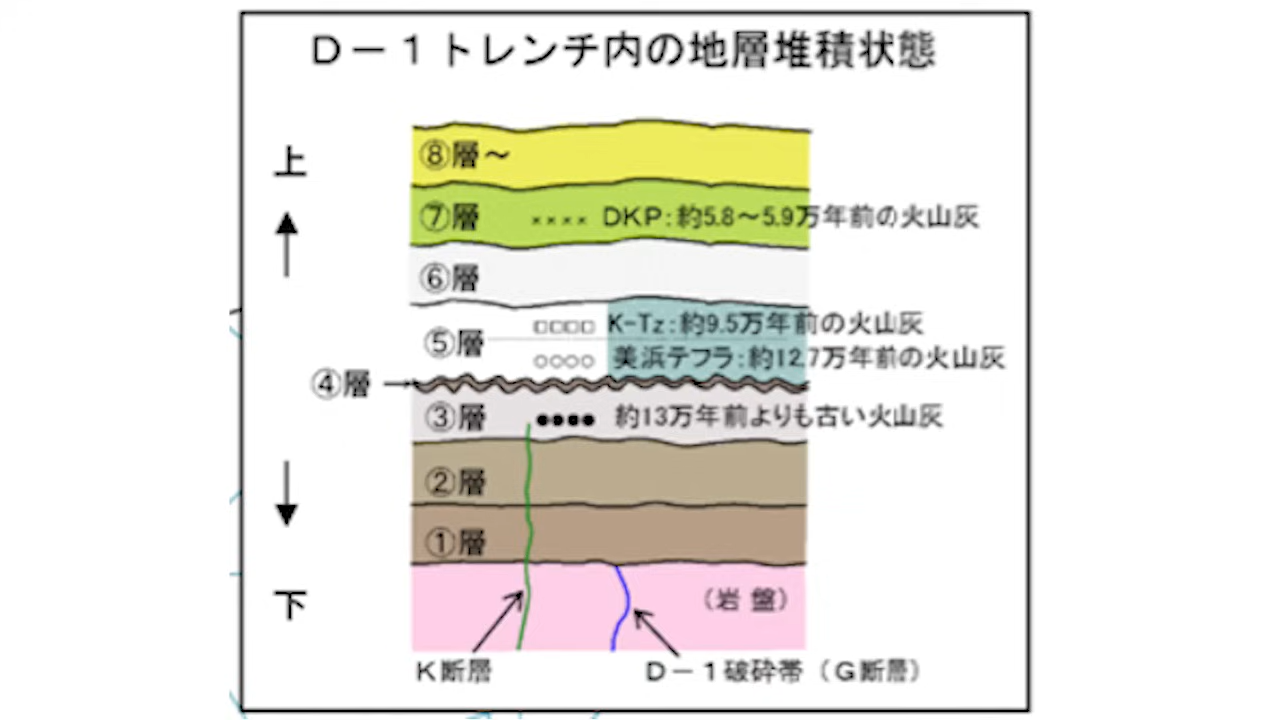 D－1トレンチ内の地層堆積状態
上
⑧層～
⑦層 ×××× DKP：約5.8～5.9万年前の火山灰
⑥層
⑤層
□□□□ K-Tz：約9.5万年前の火山灰
○○○○ 美浜テフラ：約12.7万年前の火山灰
④層
③層 ●●●● 約13万年前よりも古い火山灰
②層
①層
下
（岩 盤）
K断層
D－1破砕帯（G断層）